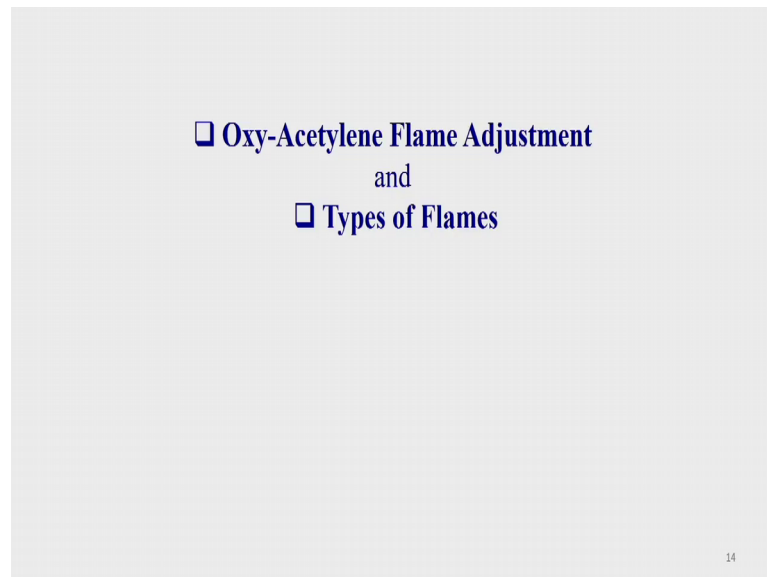 ❑ Oxy-Acetylene Flame Adjustment
and
❑ Types of Flames
14